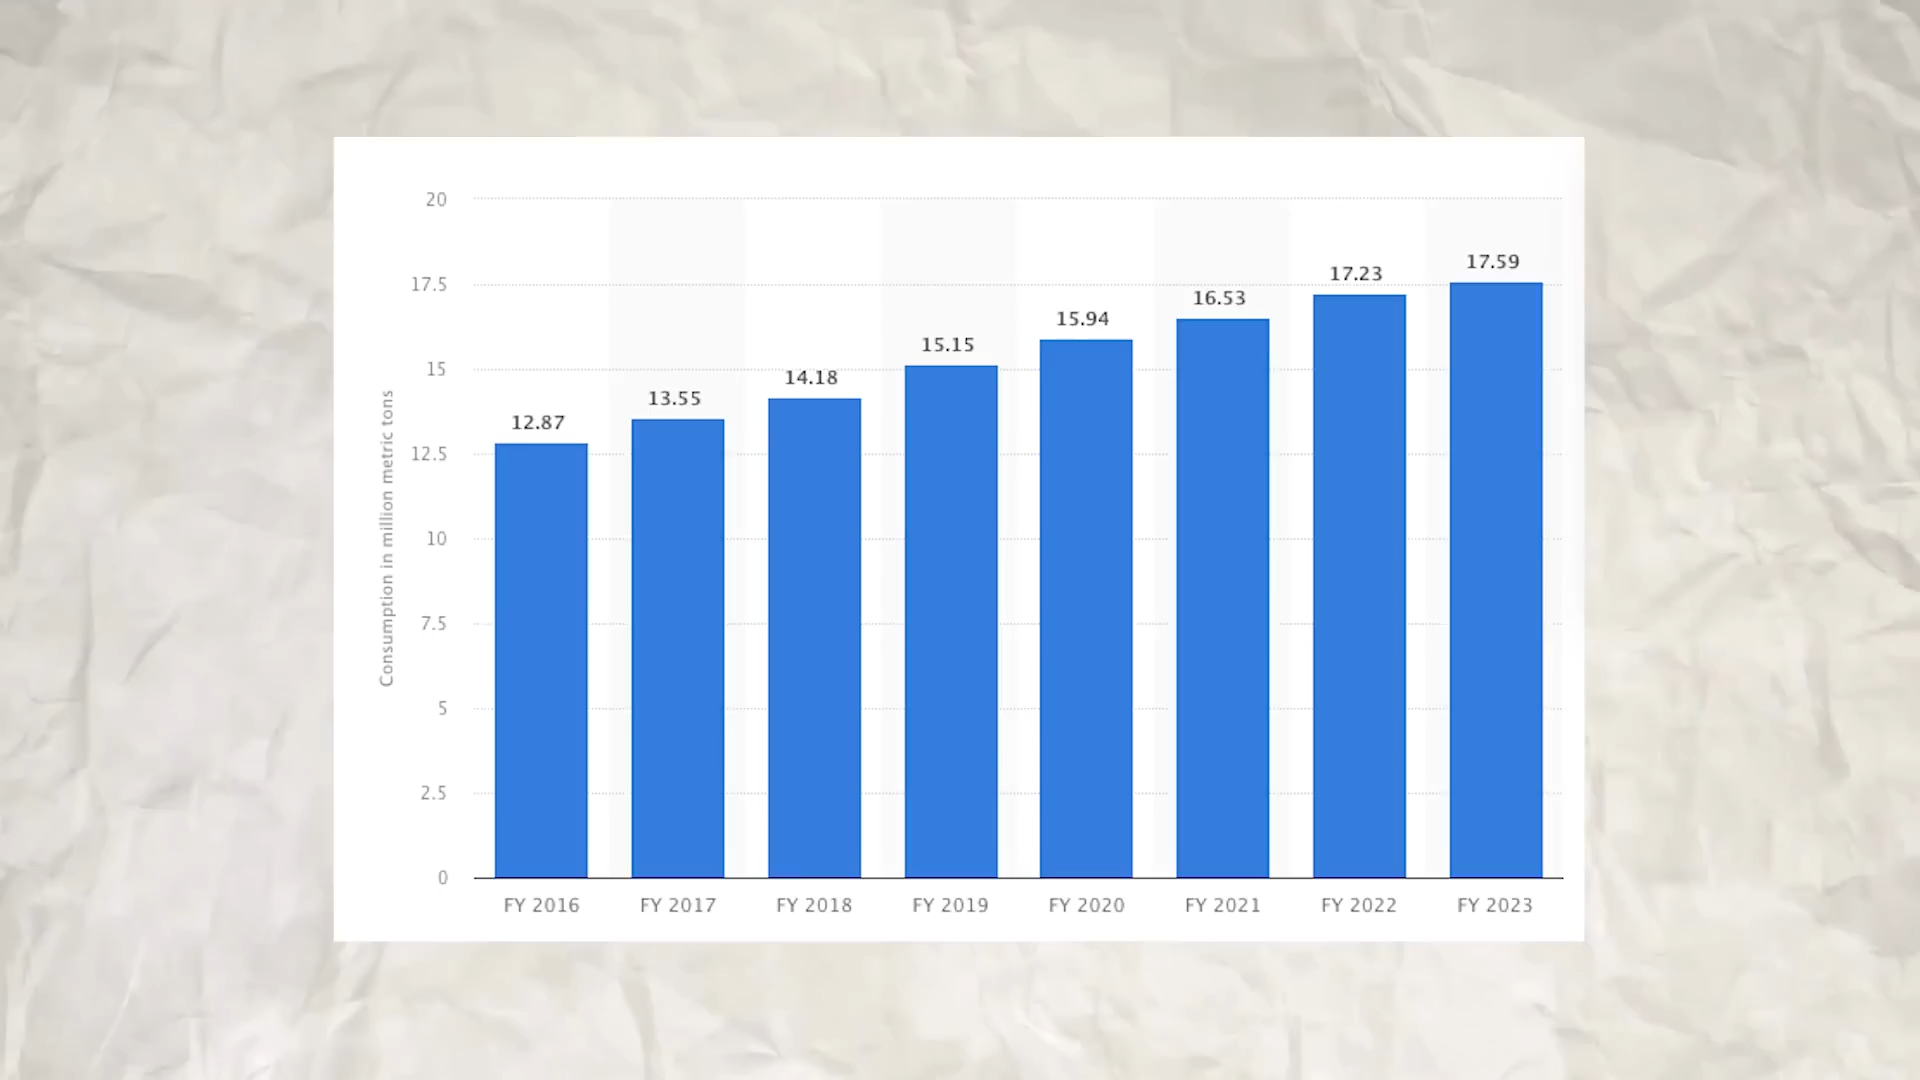 20
17.5
15
12.5
10
7.5
5
2.5
0
Consumption in million metric tons
12.87
13.55
14.18
15.15
15.94
16.53
17.23
17.59
FY 2016
FY 2017
FY 2018
FY 2019
FY 2020
FY 2021
FY 2022
FY 2023